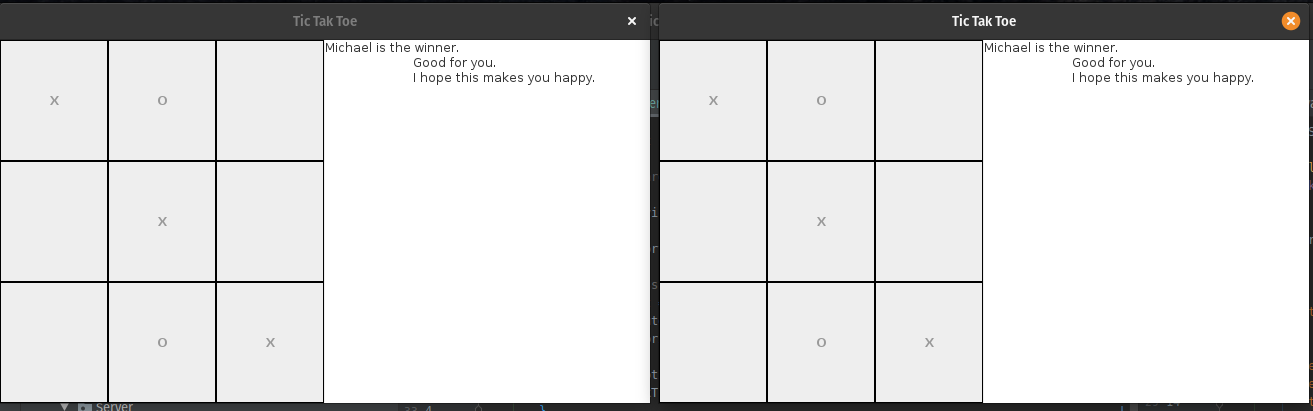 Tic Tak Toe
Michael is the winner.
Good for you.
I hope this makes you happy.
X O
X
O X
Tic Tak Toe
Michael is the winner.
Good for you.
I hope this makes you happy.
X O
X
O X
Server